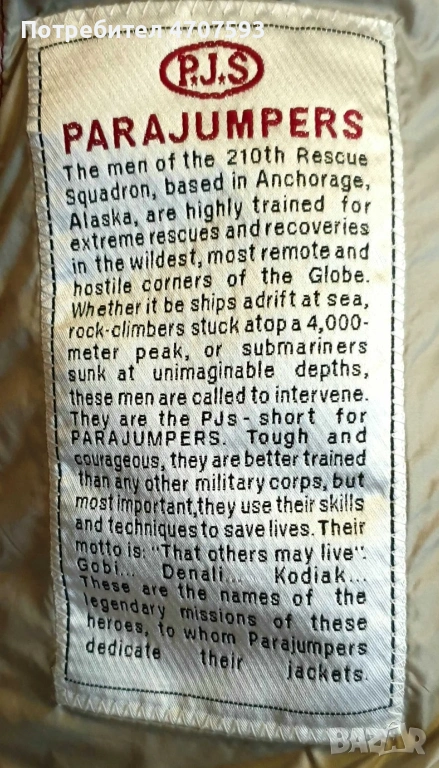 Потребител 4707593
P.J.S
PARAJUMPERS
The men of the 210th Rescue
Squadron, based in Anchorage,
Alaska, are highly trained for
extreme rescues and recoveries
in the wildest, most remote and
hostile corners of the Globe.
Whether it be ships adrift at sea,
rock-climbers stuck atop a 4,000-
meter peak, or submariners
sunk at unimaginable depths,
these men are called to intervene.
They are the PJs - short for
PARAJUMPERS. Tough and
courageous, they are better trained
than any other military corps, but
most important, they use their skills
and techniques to save lives. Their
motto is: "That others may live".
Gobi... Denali... Kodiak...
These are the names of the
legendary missions of these
heroes, to whom Parajumpers
dedicate their jackets.
BAZAR